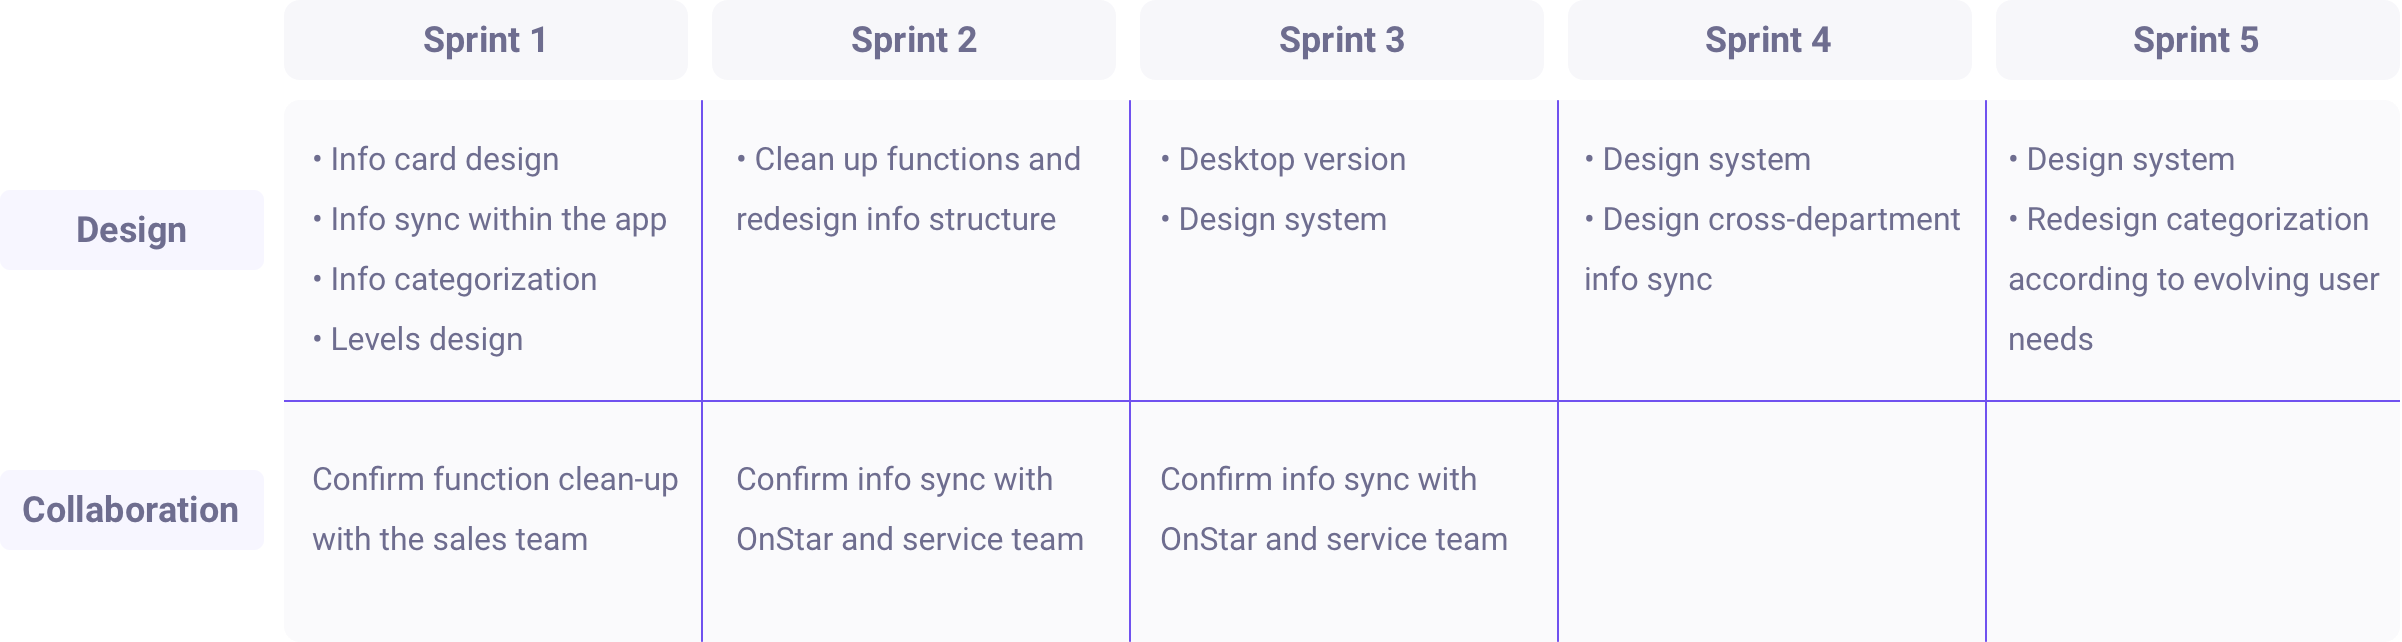 Sprint 1
Sprint 2
Sprint 3
Sprint 4
Sprint 5
Design
• Info card design
• Info sync within the app
• Info categorization
• Levels design
• Clean up functions and
redesign info structure
• Desktop version
• Design system
• Design system
• Design cross-department
info sync
• Design system
• Redesign categorization
according to evolving user
needs
Collaboration
Confirm function clean-up
with the sales team
Confirm info sync with
OnStar and service team
Confirm info sync with
OnStar and service team